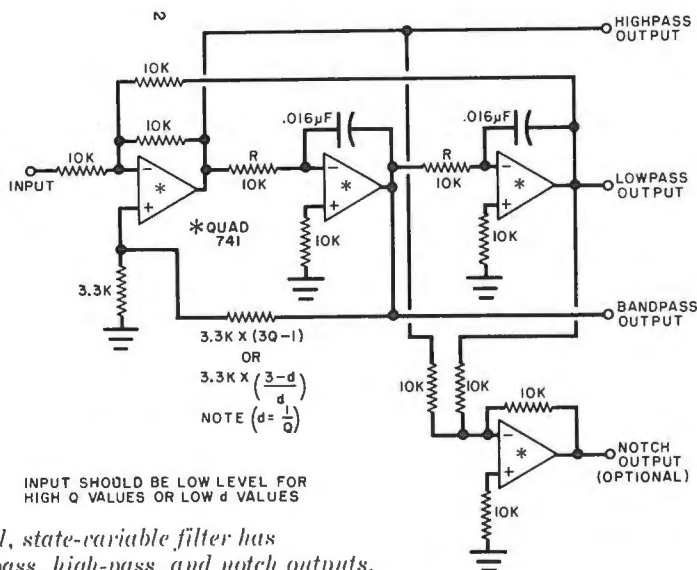 2
HIGHPASS
OUTPUT
10K
10K
.016µF
.016µF
10K
INPUT
R
10K
R
10K
LOWPASS
OUTPUT
*QUAD
741
10K
10K
3.3K
BANDPASS
OUTPUT
3.3K X (3Q-1)
OR
3.3K X (3-d/d)
NOTE (d= 1/Q)
10K
10K
10K
NOTCH
OUTPUT
(OPTIONAL)
10K
INPUT SHOULD BE LOW LEVEL FOR
HIGH Q VALUES OR LOW d VALUES
state-variable filter has
high-pass, and notch outputs.